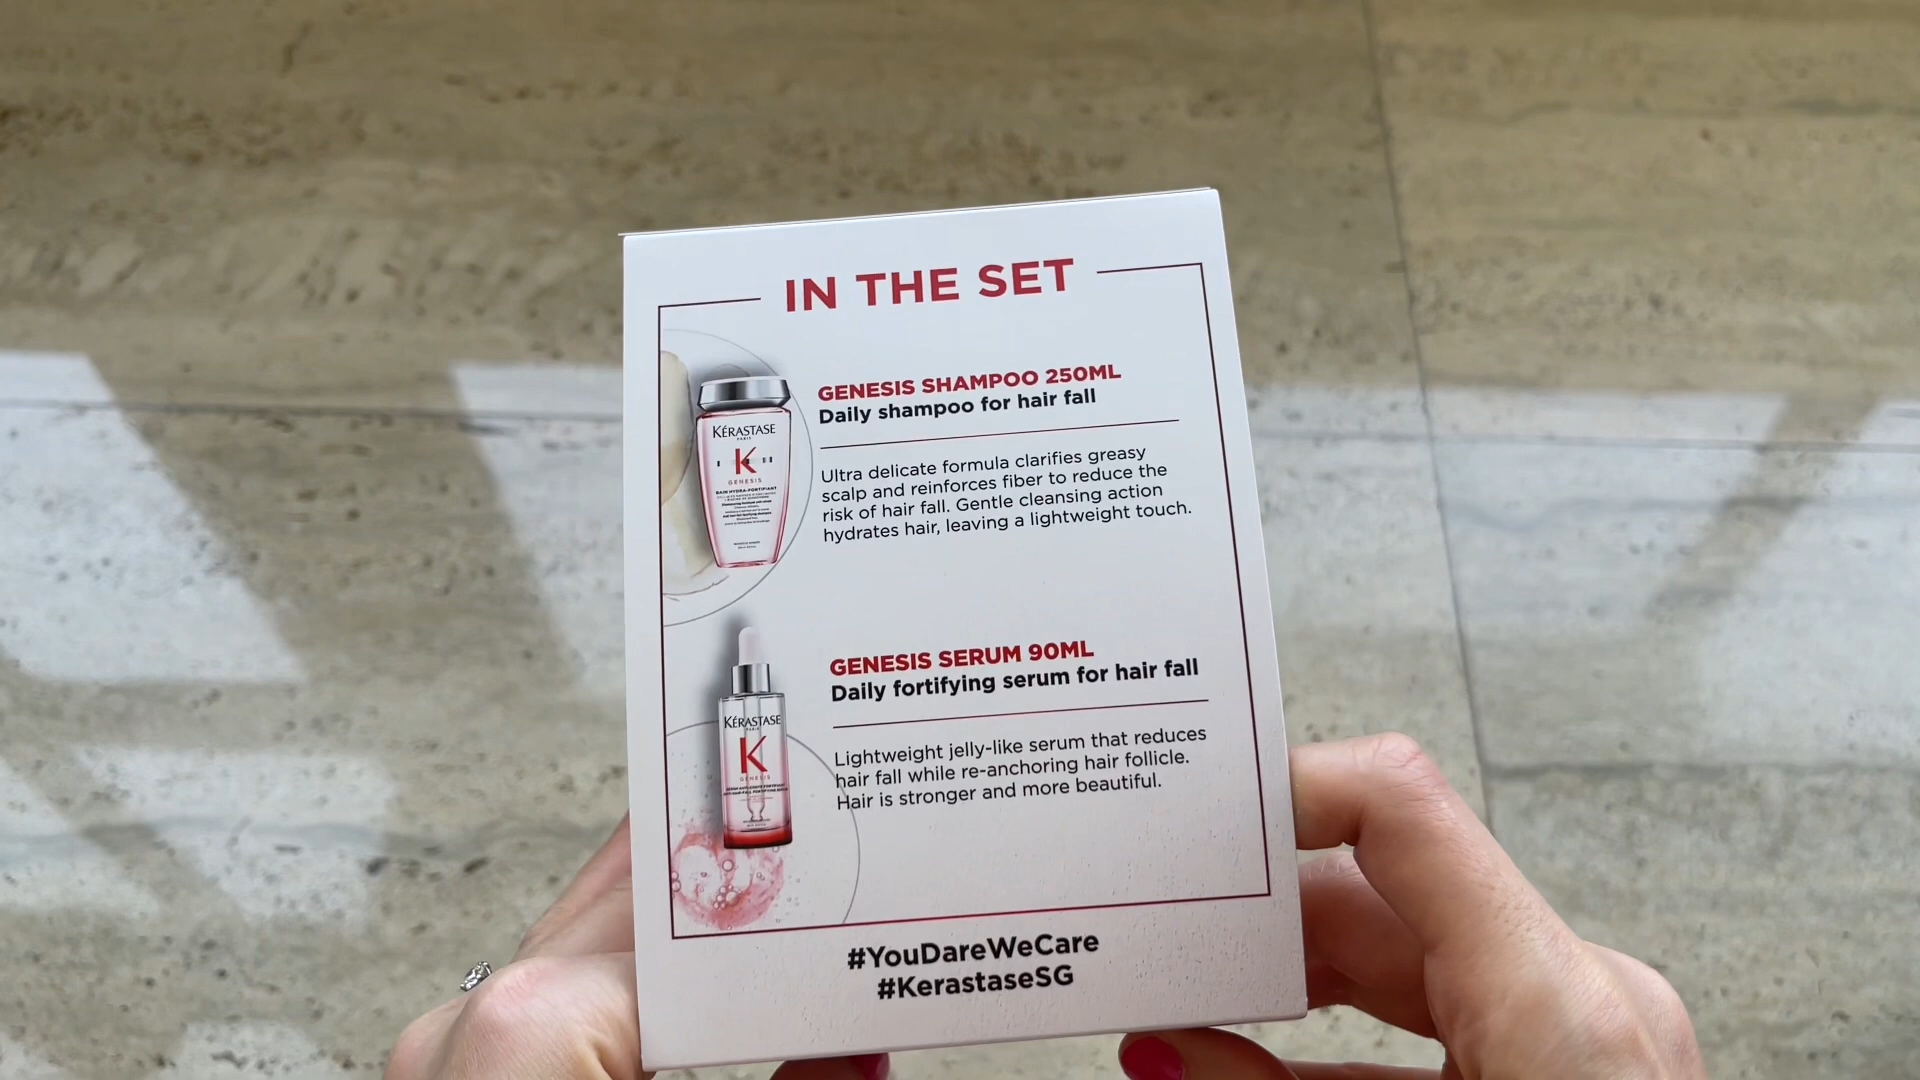 IN THE SET
GENESIS SHAMPOO 250ML
Daily shampoo for hair fall
Ultra delicate formula clarifies greasy
scalp and reinforces fiber to reduce the
risk of hair fall. Gentle cleansing action
hydrates hair, leaving a lightweight touch.
KÉRASTASE
PARIS
K
GENESIS
BAIN HYDRA-FORTIFIANT
GENESIS SERUM 90ML
Daily fortifying serum for hair fall
Lightweight jelly-like serum that reduces
hair fall while re-anchoring hair follicle.
Hair is stronger and more beautiful.
KÉRASTASE
PARIS
K
GENESIS
#YouDareWeCare
#KerastaseSG